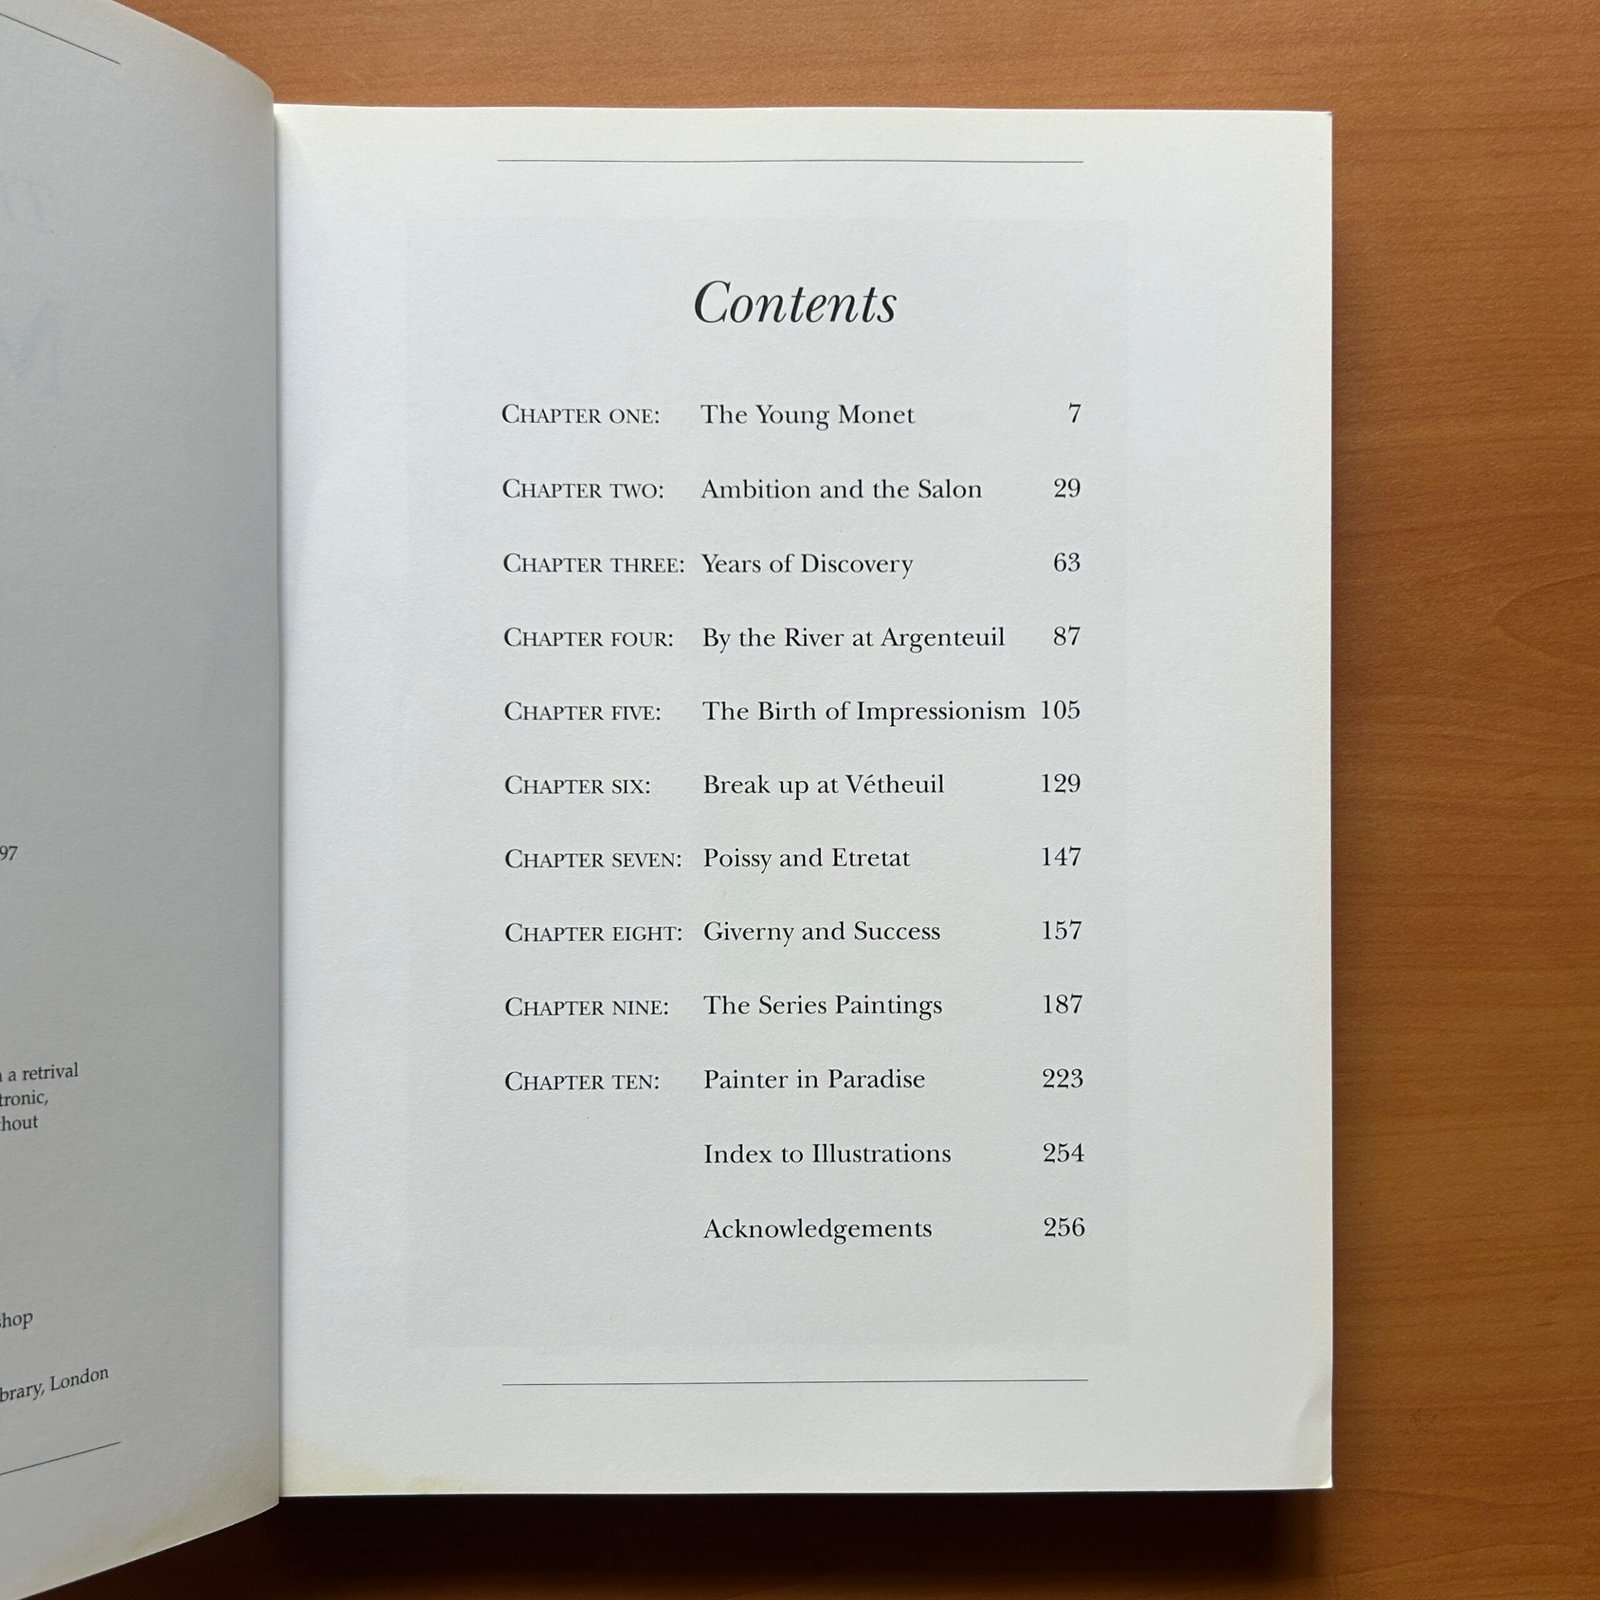 97
a retrival
tronic,
hout
hop
brary, London
Contents
CHAPTER ONE: The Young Monet 7
CHAPTER TWO: Ambition and the Salon 29
CHAPTER THREE: Years of Discovery 63
CHAPTER FOUR: By the River at Argenteuil 87
CHAPTER FIVE: The Birth of Impressionism 105
CHAPTER SIX: Break up at Vétheuil 129
CHAPTER SEVEN: Poissy and Etretat 147
CHAPTER EIGHT: Giverny and Success 157
CHAPTER NINE: The Series Paintings 187
CHAPTER TEN: Painter in Paradise 223
Index to Illustrations 254
Acknowledgements 256